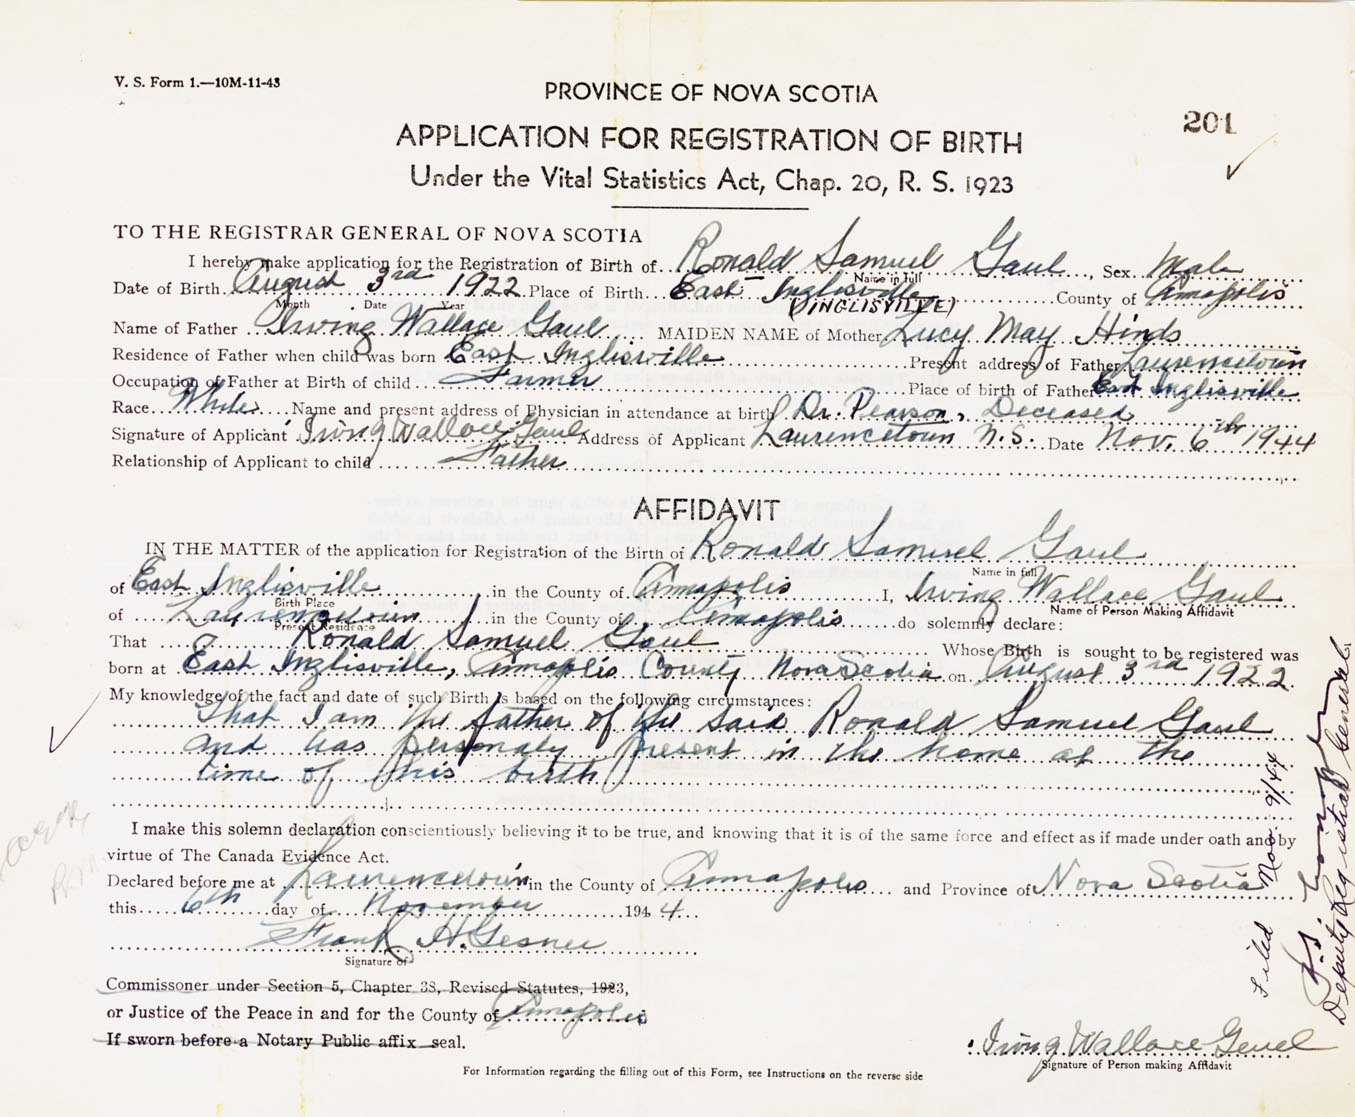 V. S. Form 1.—10M-11-43
PROVINCE OF NOVA SCOTIA
201
APPLICATION FOR REGISTRATION OF BIRTH
Under the Vital Statistics Act, Chap. 20, R. S. 1923
TO THE REGISTRAR GENERAL OF NOVA SCOTIA
I hereby make application for the Registration of Birth of Ronald Samuel Gaul, Sex Male
Name in full
Date of Birth August 3rd 1922 Place of Birth East Inglisville County of Annapolis
Month Date Year (INGLISVILLE)
Name of Father Irving Wallace Gaul MAIDEN NAME of Mother Lucy May Hinds
Residence of Father when child was born East Inglisville Present address of Father Laurencetown
Occupation of Father at Birth of child Farmer Place of birth of Father East Inglisville
Race White Name and present address of Physician in attendance at birth Dr. Pearson, Deceased
Signature of Applicant Irving Wallace Gaul Address of Applicant Laurencetown N.S. Date Nov. 6th 1944
Relationship of Applicant to child Father
AFFIDAVIT
IN THE MATTER of the application for Registration of the Birth of Ronald Samuel Gaul
Name in full
of East Inglisville in the County of Annapolis I, Irving Wallace Gaul
Birth Place Name of Person Making Affidavit
of Laurencetown in the County of Annapolis do solemnly declare:
Present Residence
That Ronald Samuel Gaul Whose Birth is sought to be registered was
born at East Inglisville, Annapolis County Nova Scotia on August 3rd 1922
My knowledge of the fact and date of such Birth is based on the following circumstances:
That I am the father of the said Ronald Samuel Gaul
and has personaly present in the home at the
time of this birth
I make this solemn declaration conscientiously believing it to be true, and knowing that it is of the same force and effect as if made under oath and by
virtue of The Canada Evidence Act.
Declared before me at Laurencetown in the County of Annapolis and Province of Nova Scotia
this 6th day of November 1944.
Frank H. Gesner
Signature of
Commissoner under Section 5, Chapter 38, Revised Statutes, 1923,
or Justice of the Peace in and for the County of Annapolis
If sworn before a Notary Public affix seal.
Irving Wallace Gaul
Signature of Person making Affidavit
For Information regarding the filling out of this Form, see Instructions on the reverse side
Filed Nov. 9/44
Deputy Registrar General.